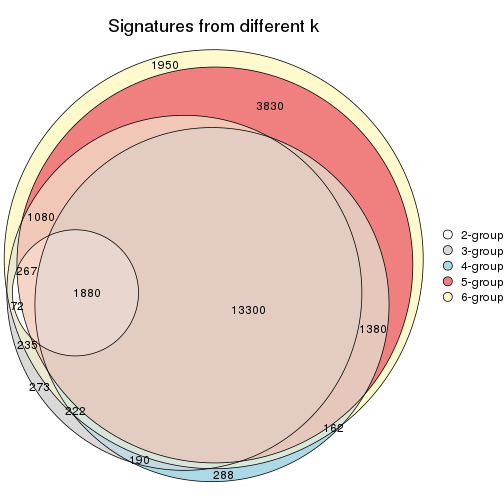 Signatures from different k
1950
3830
1080
267
1880
72
13300
1380
235
273
222
162
190
288
2-group
3-group
4-group
5-group
6-group